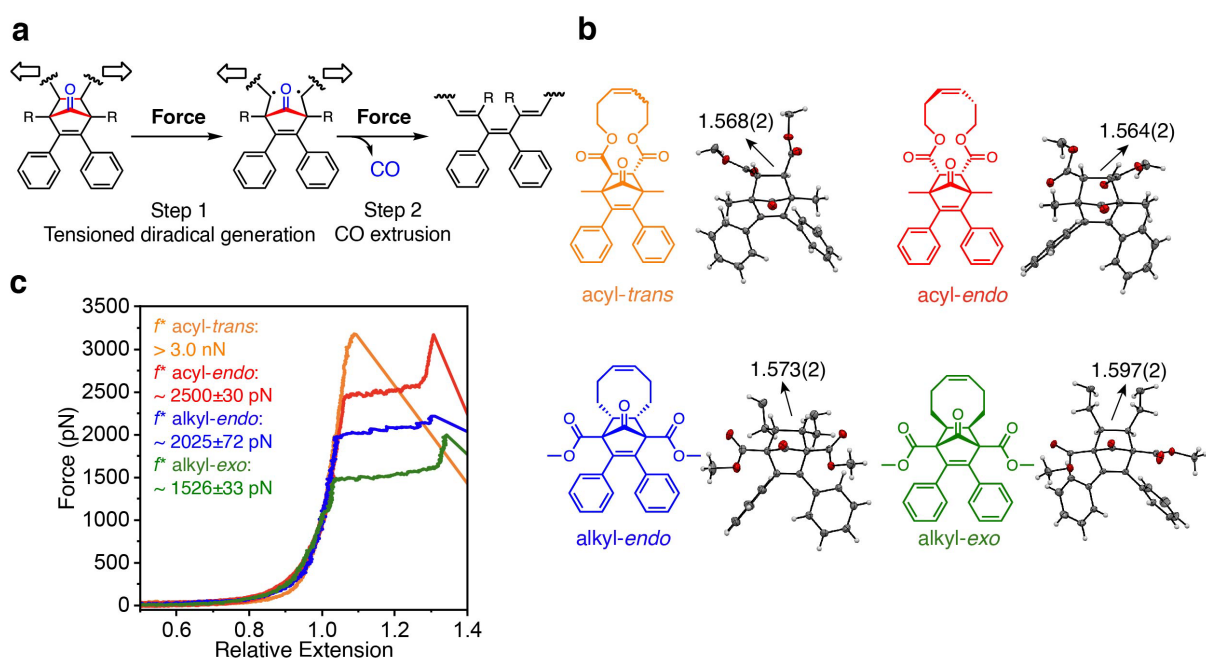 a
O
R
R
Force
O
R
R
Force
CO
R
R
Step 1
Tensioned diradical generation
Step 2
CO extrusion
b
O
O
O
O
O
acyl-trans
1.568(2)
O
O
O
O
O
acyl-endo
1.564(2)
O
O
O
O
O
alkyl-endo
1.573(2)
O
O
O
O
O
alkyl-exo
1.597(2)
c
Force (pN)
3500
3000
2500
2000
1500
1000
500
0
f* acyl-trans:
> 3.0 nN
f* acyl-endo:
~ 2500±30 pN
f* alkyl-endo:
~ 2025±72 pN
f* alkyl-exo:
~ 1526±33 pN
0.6 0.8 1.0 1.2 1.4
Relative Extension